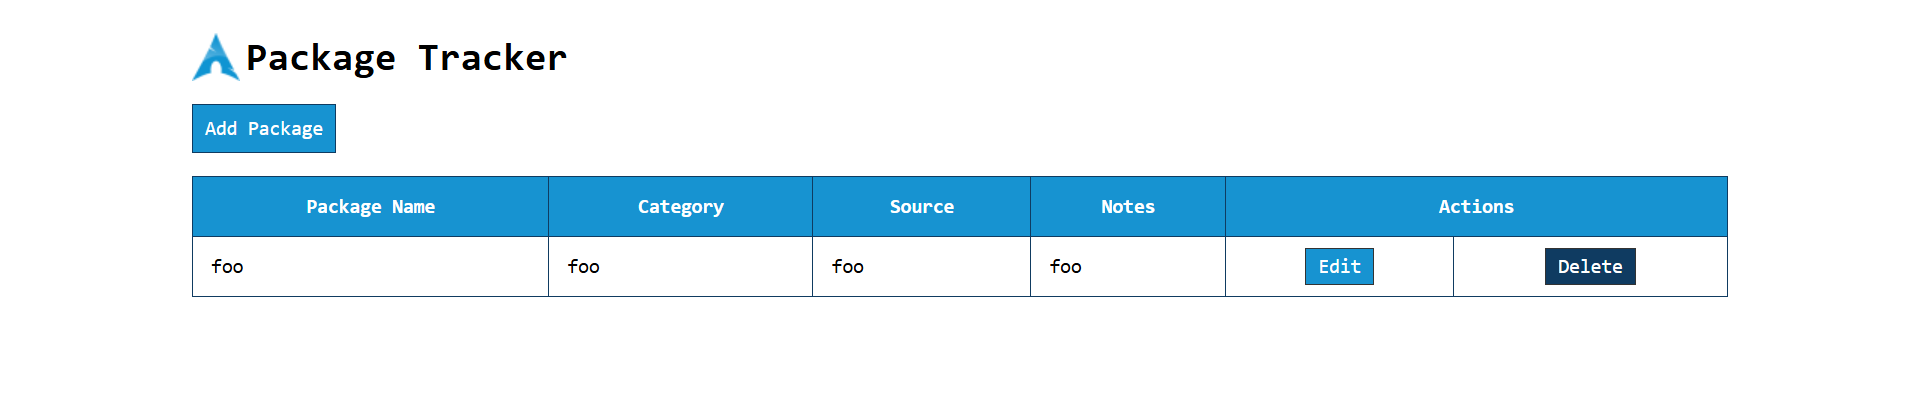 Package Tracker
Add Package
Package Name Category Source Notes Actions
foo foo foo foo Edit Delete